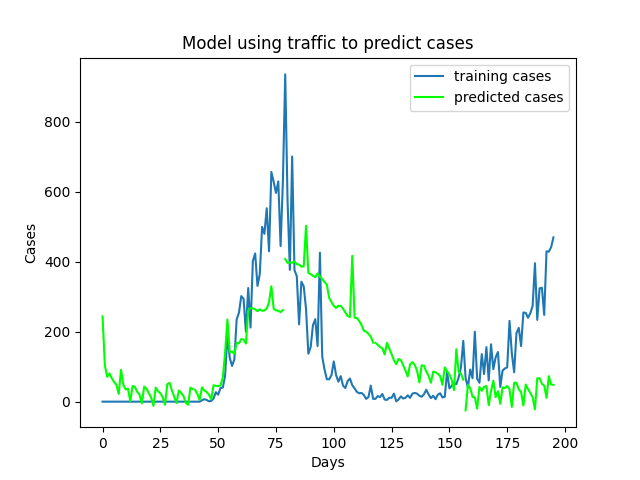 Model using traffic to predict cases
training cases
predicted cases
800
600
400
200
0
Cases
0 25 50 75 100 125 150 175 200
Days